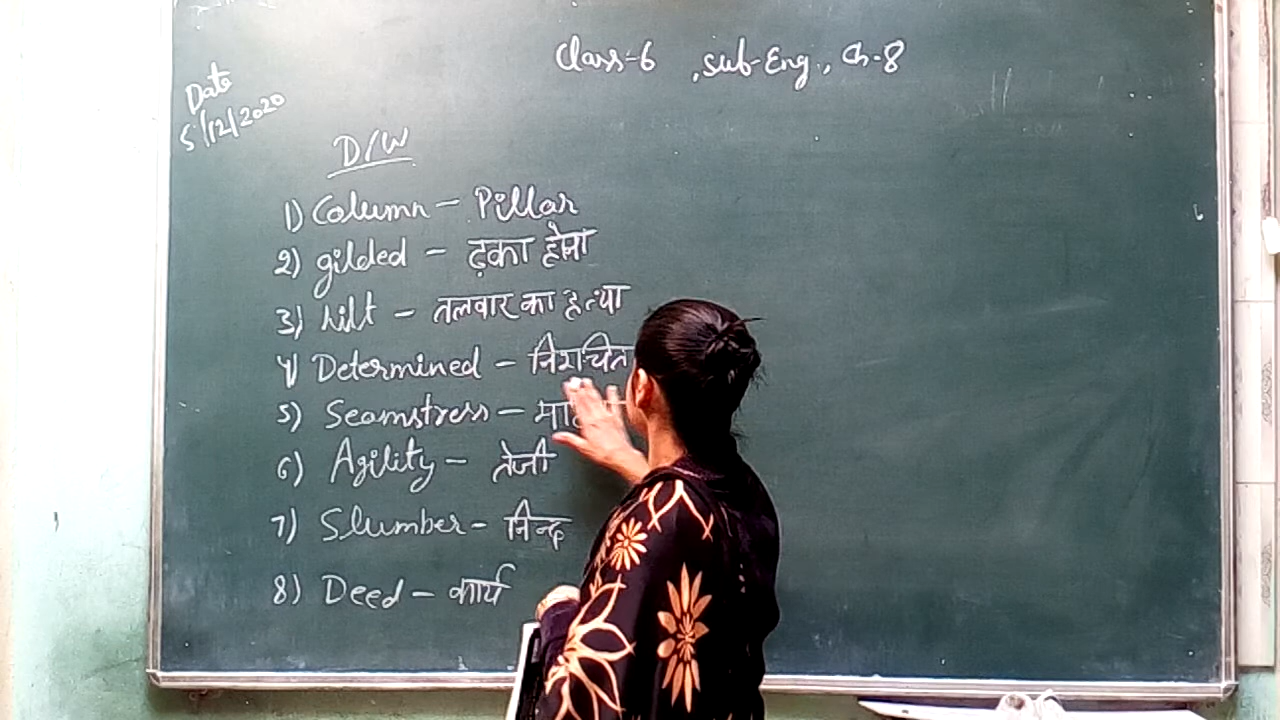 Class-6 , Sub-Eng., Ch-8
Date
5/12/2020
D/W
1) Column - Pillar
2) gilded - ढ़का होना
3) hilt - तलवार का हत्या
4) Determined - निशचित
5) Seamstress -
6) Agility - तेजी
7) Slumber - निन्द
8) Deed - कार्य